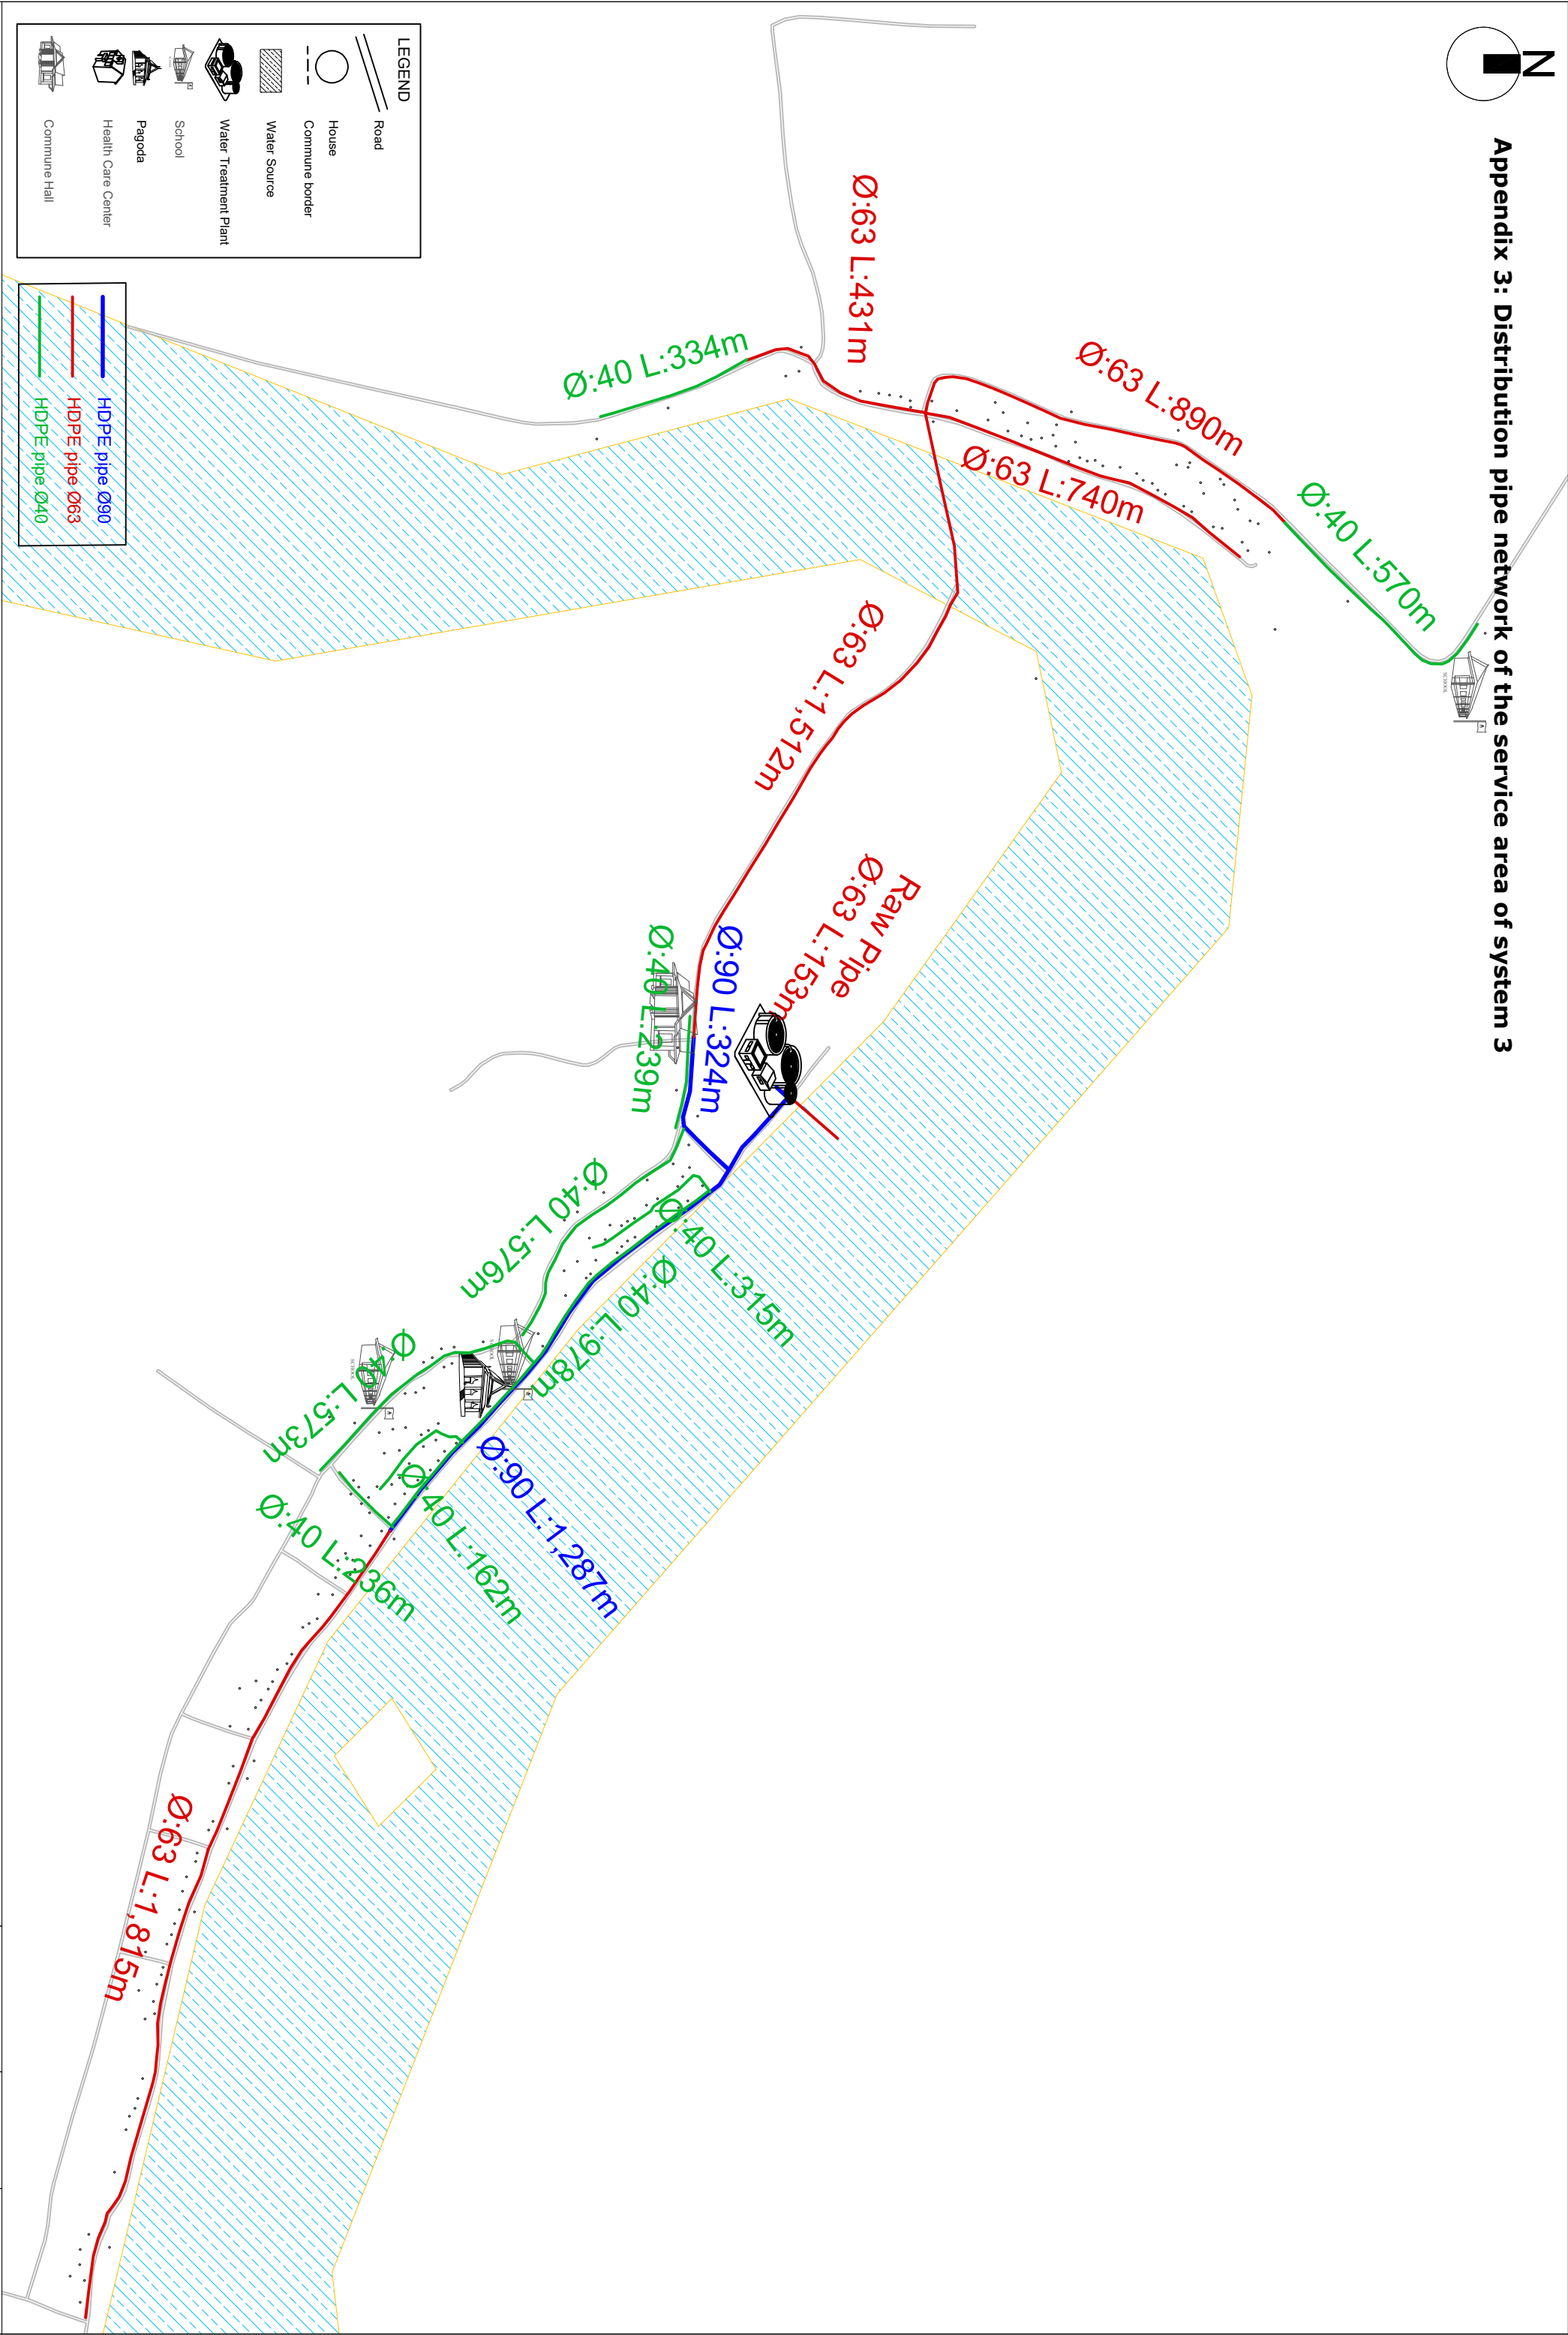 N
Appendix 3: Distribution pipe network of the service area of system 3
Ø:40 L:570m
SCHOOL
Ø:63 L:890m
Ø:63 L:740m
Ø:63 L:431m
Ø:40 L:334m
Ø:63 L:1,512m
Raw Pipe
Ø:63 L:153m
Ø:90 L:324m
Ø:40 L:239m
Ø:40 L:576m
Ø:40 L:315m
Ø:40 L:978m
SCHOOL
Ø:40 L:573m
SCHOOL
Ø:90 L:1,287m
Ø:40 L:162m
Ø:40 L:236m
Ø:63 L:1,815m
LEGEND
Road
House
Commune border
Water Source
Water Treatment Plant
School
Pagoda
Health Care Center
Commune Hall
HDPE pipe Ø90
HDPE pipe Ø63
HDPE pipe Ø40